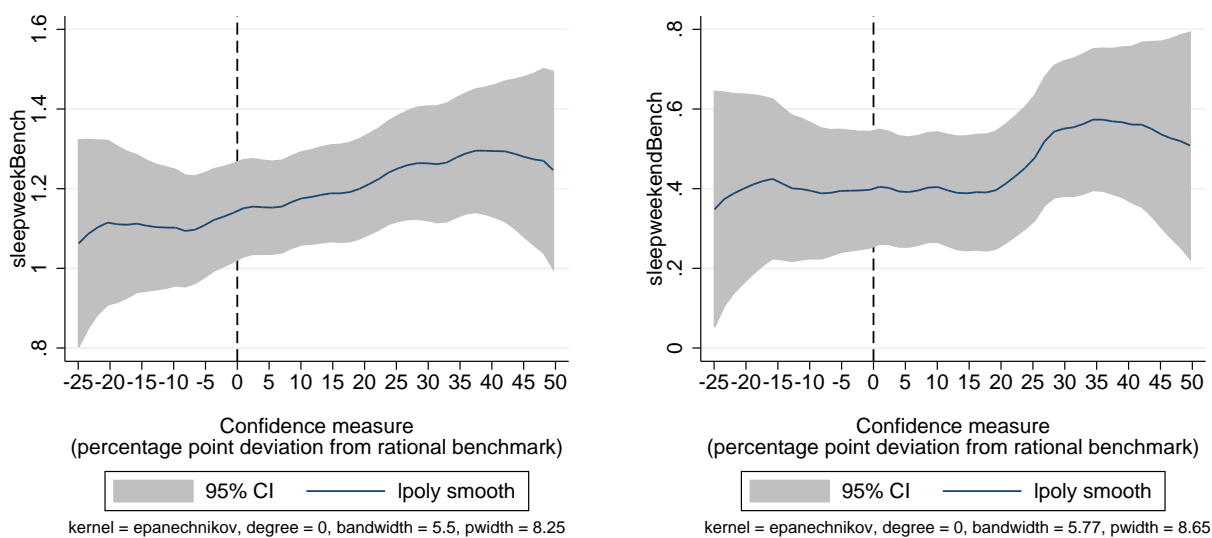 sleepweekBench
1.6
1.4
1.2
1
.8
-25 -20 -15 -10 -5 0 5 10 15 20 25 30 35 40 45 50
Confidence measure
(percentage point deviation from rational benchmark)
95% CI lpoly smooth
kernel = epanechnikov, degree = 0, bandwidth = 5.5, pwidth = 8.25
sleepweekendBench
.8
.6
.4
.2
0
-25 -20 -15 -10 -5 0 5 10 15 20 25 30 35 40 45 50
Confidence measure
(percentage point deviation from rational benchmark)
95% CI lpoly smooth
kernel = epanechnikov, degree = 0, bandwidth = 5.77, pwidth = 8.65